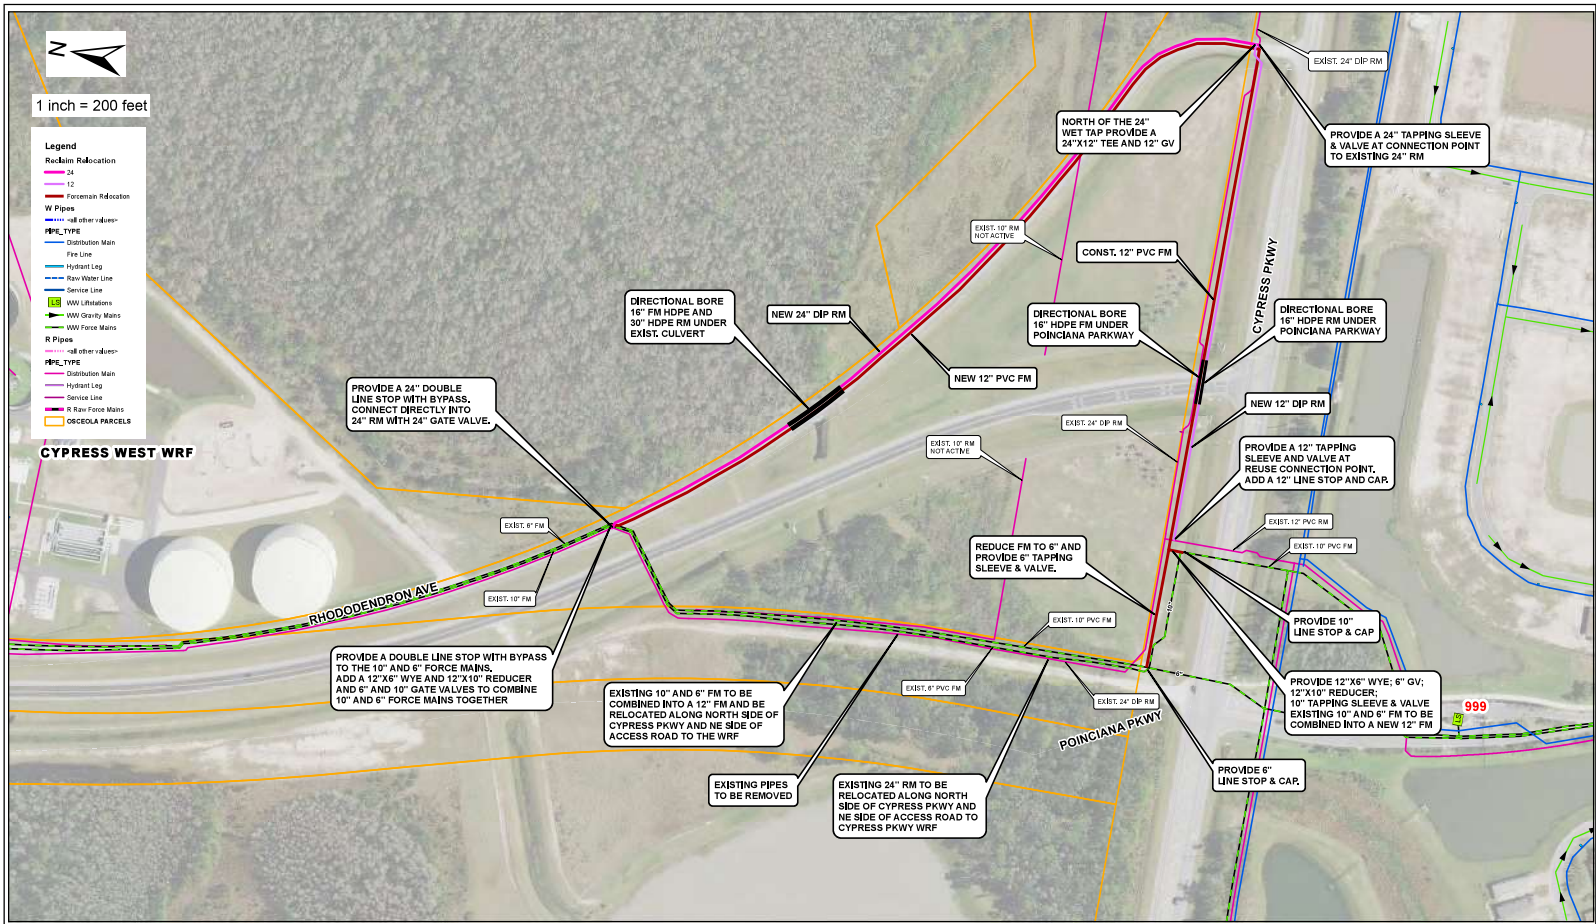 N
1 inch = 200 feet
Legend
Reclaim Relocation
24
12
Forcemain Relocation
W Pipes
<all other values>
PIPE_TYPE
Distribution Main
Fire Line
Hydrant Leg
Raw Water Line
Service Line
LS WW Liftstations
WW Gravity Mains
WW Force Mains
R Pipes
<all other values>
PIPE_TYPE
Distribution Main
Hydrant Leg
Service Line
R Raw Force Mains
OSCEOLA PARCELS
CYPRESS WEST WRF
EXIST. 24" DIP RM
NORTH OF THE 24"
WET TAP PROVIDE A
24"X12" TEE AND 12" GV
PROVIDE A 24" TAPPING SLEEVE
& VALVE AT CONNECTION POINT
TO EXISTING 24" RM
EXIST. 10" RM
NOT ACTIVE
CONST. 12" PVC FM
CYPRESS PKWY
DIRECTIONAL BORE
16" FM HDPE AND
30" HDPE RM UNDER
EXIST. CULVERT
NEW 24" DIP RM
DIRECTIONAL BORE
16" HDPE FM UNDER
POINCIANA PARKWAY
DIRECTIONAL BORE
16" HDPE RM UNDER
POINCIANA PARKWAY
NEW 12" PVC FM
PROVIDE A 24" DOUBLE
LINE STOP WITH BYPASS.
CONNECT DIRECTLY INTO
24" RM WITH 24" GATE VALVE.
NEW 12" DIP RM
EXIST. 24" DIP RM
EXIST. 10" RM
NOT ACTIVE
PROVIDE A 12" TAPPING
SLEEVE AND VALVE AT
REUSE CONNECTION POINT.
ADD A 12" LINE STOP AND CAP.
EXIST. 6" FM
EXIST. 12" PVC RM
EXIST. 10" PVC FM
REDUCE FM TO 6" AND
PROVIDE 6" TAPPING
SLEEVE & VALVE.
RHODODENDRON AVE
EXIST. 10" FM
10"
EXIST. 10" PVC FM
PROVIDE 10"
LINE STOP & CAP
PROVIDE A DOUBLE LINE STOP WITH BYPASS
TO THE 10" AND 6" FORCE MAINS.
ADD A 12"X6" WYE AND 12"X10" REDUCER
AND 6" AND 10" GATE VALVES TO COMBINE
10" AND 6" FORCE MAINS TOGETHER
EXISTING 10" AND 6" FM TO BE
COMBINED INTO A 12" FM AND BE
RELOCATED ALONG NORTH SIDE OF
CYPRESS PKWY AND NE SIDE OF
ACCESS ROAD TO THE WRF
EXIST. 6" PVC FM
6"
EXIST. 24" DIP RM
PROVIDE 12"X6" WYE; 6" GV;
12"X10" REDUCER;
10" TAPPING SLEEVE & VALVE
EXISTING 10" AND 6" FM TO BE
COMBINED INTO A NEW 12" FM
999
LS
POINCIANA PKWY
EXISTING PIPES
TO BE REMOVED
EXISTING 24" RM TO BE
RELOCATED ALONG NORTH
SIDE OF CYPRESS PKWY AND
NE SIDE OF ACCESS ROAD TO
CYPRESS PKWY WRF
PROVIDE 6"
LINE STOP & CAP.